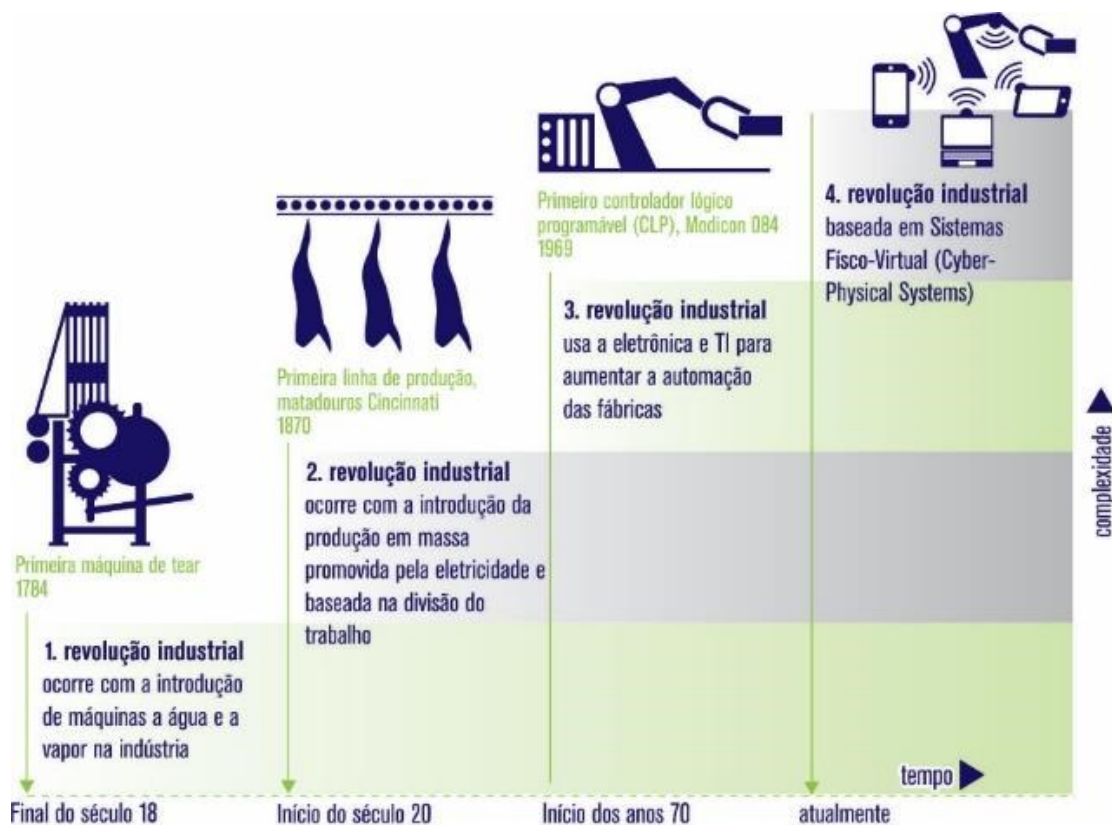 Primeira máquina de tear
1784
1. revolução industrial
ocorre com a introdução
de máquinas a água e a
vapor na indústria
Final do século 18
Primeira linha de produção,
matadouros Cincinnati
1870
2. revolução industrial
ocorre com a introdução da
produção em massa
promovida pela eletricidade e
baseada na divisão do
trabalho
Início do século 20
Primeiro controlador lógico
programável (CLP), Modicon 084
1969
3. revolução industrial
usa a eletrônica e TI para
aumentar a automação
das fábricas
Início dos anos 70
4. revolução industrial
baseada em Sistemas
Físco-Virtual (Cyber-
Physical Systems)
atualmente
tempo
complexidade